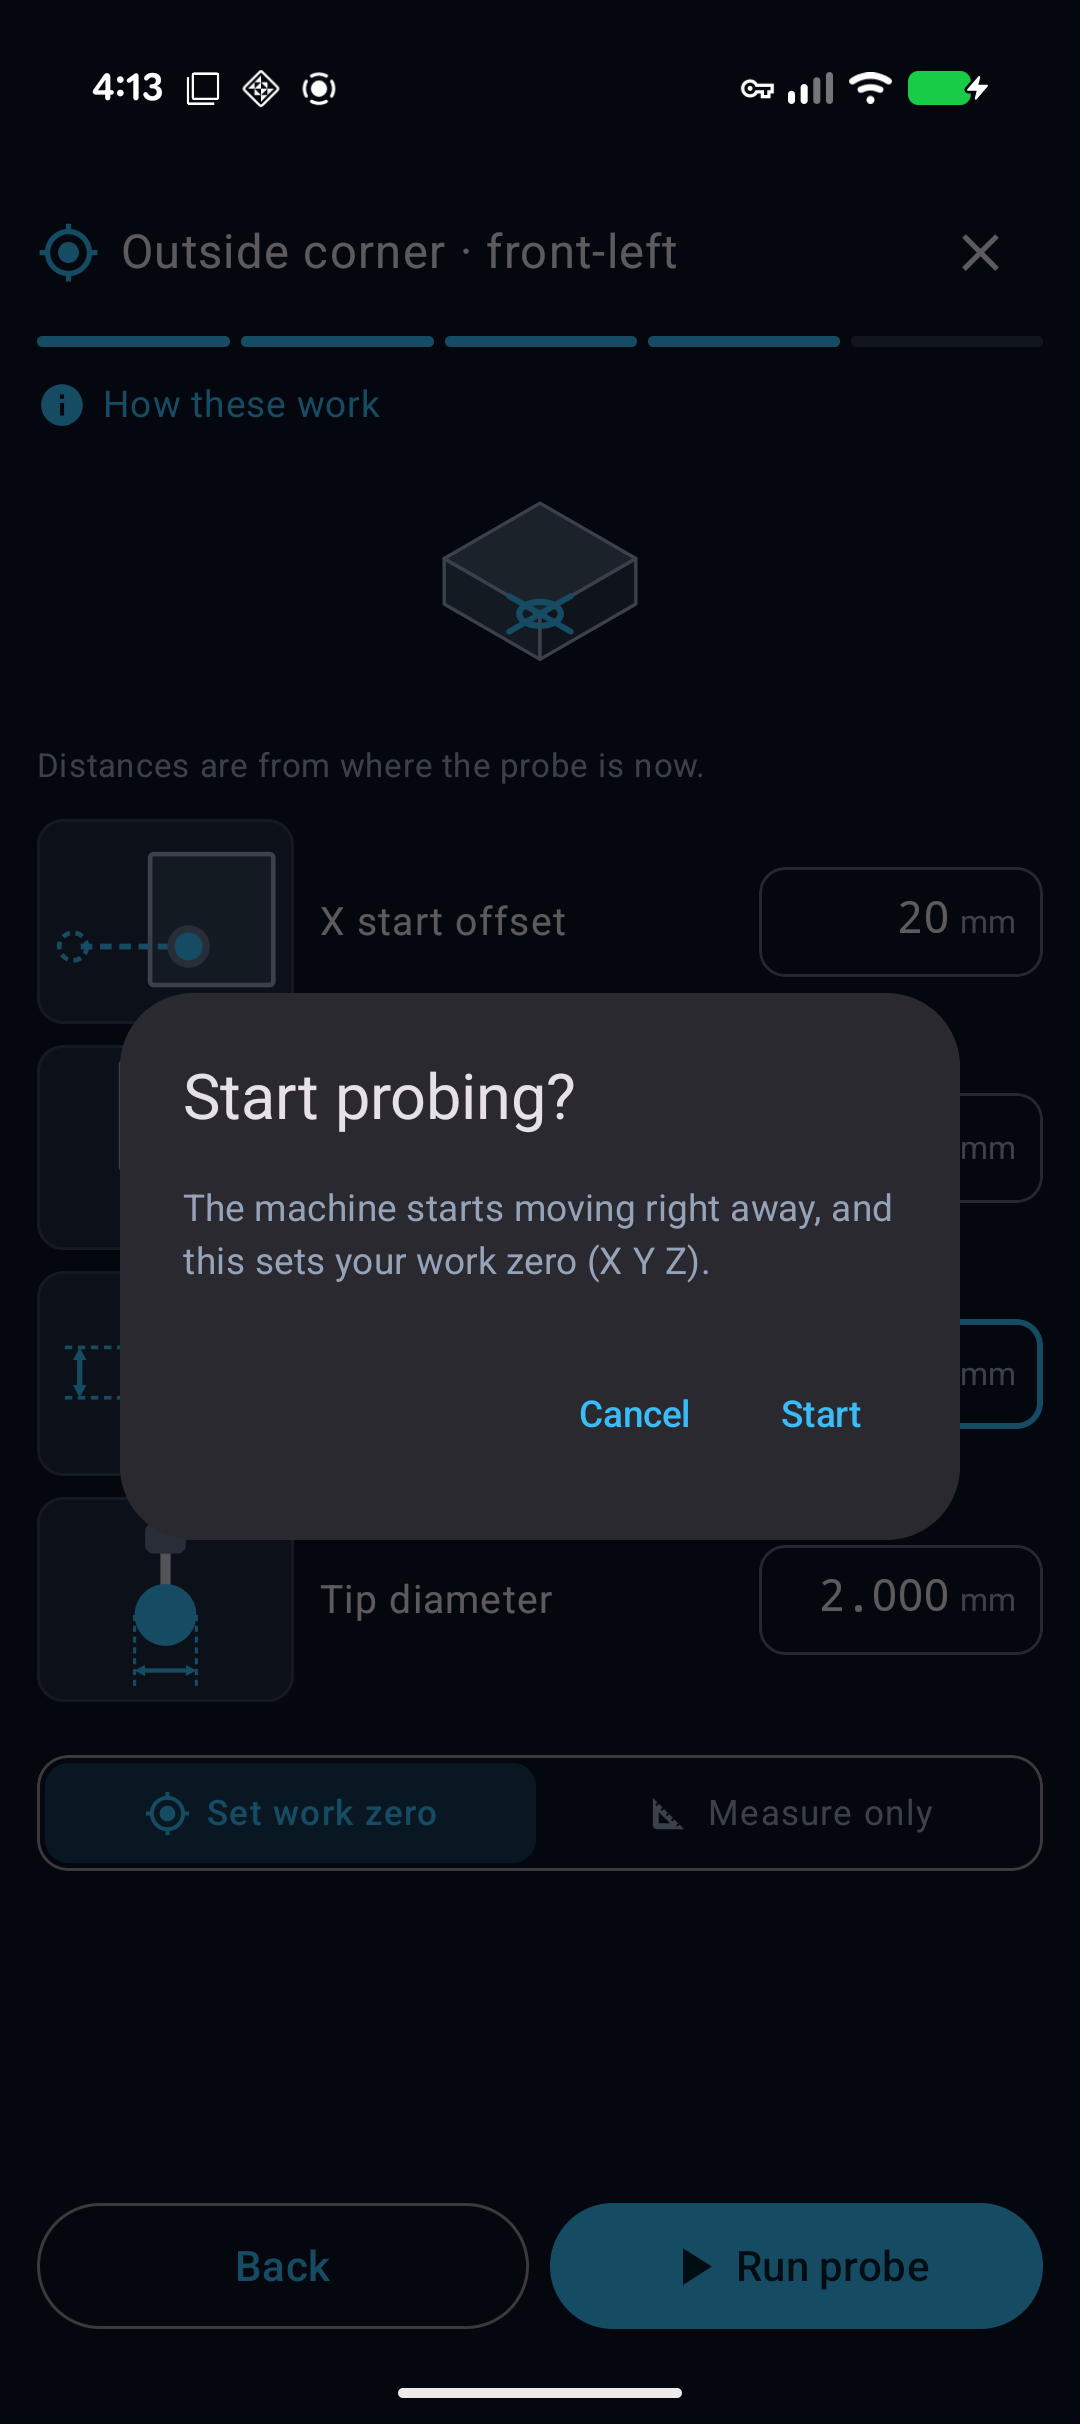 4:13
Outside corner · front-left
How these work
Distances are from where the probe is now.
X start offset
20 mm
mm
mm
Start probing?
The machine starts moving right away, and
this sets your work zero (X Y Z).
Cancel
Start
Tip diameter
2.000 mm
Set work zero
Measure only
Back
Run probe